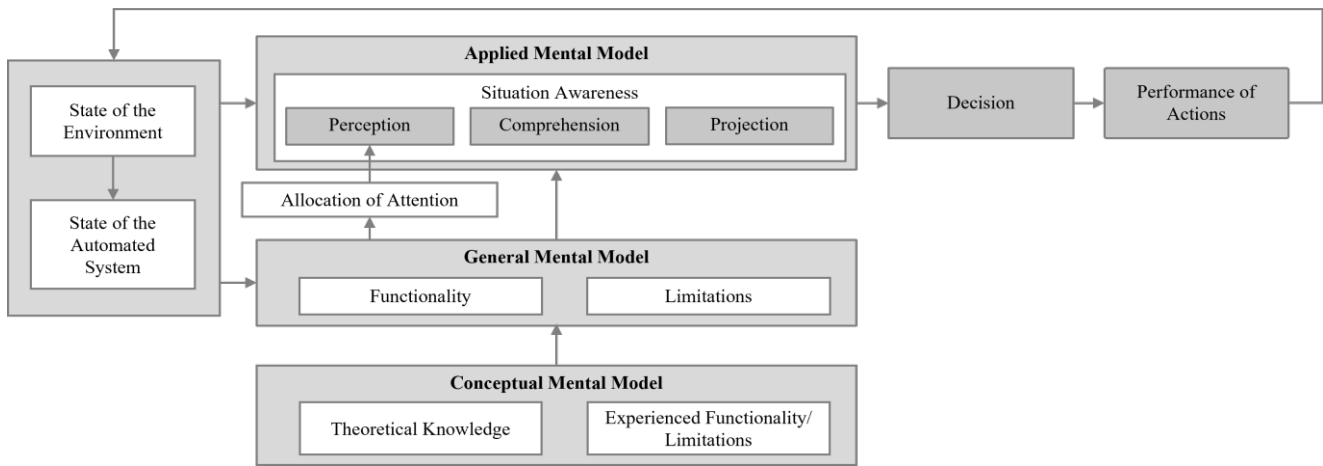 Applied Mental Model
Situation Awareness
Perception
Comprehension
Projection
State of the
Environment
State of the
Automated
System
Decision
Performance of
Actions
Allocation of Attention
General Mental Model
Functionality
Limitations
Conceptual Mental Model
Theoretical Knowledge
Experienced Functionality/
Limitations